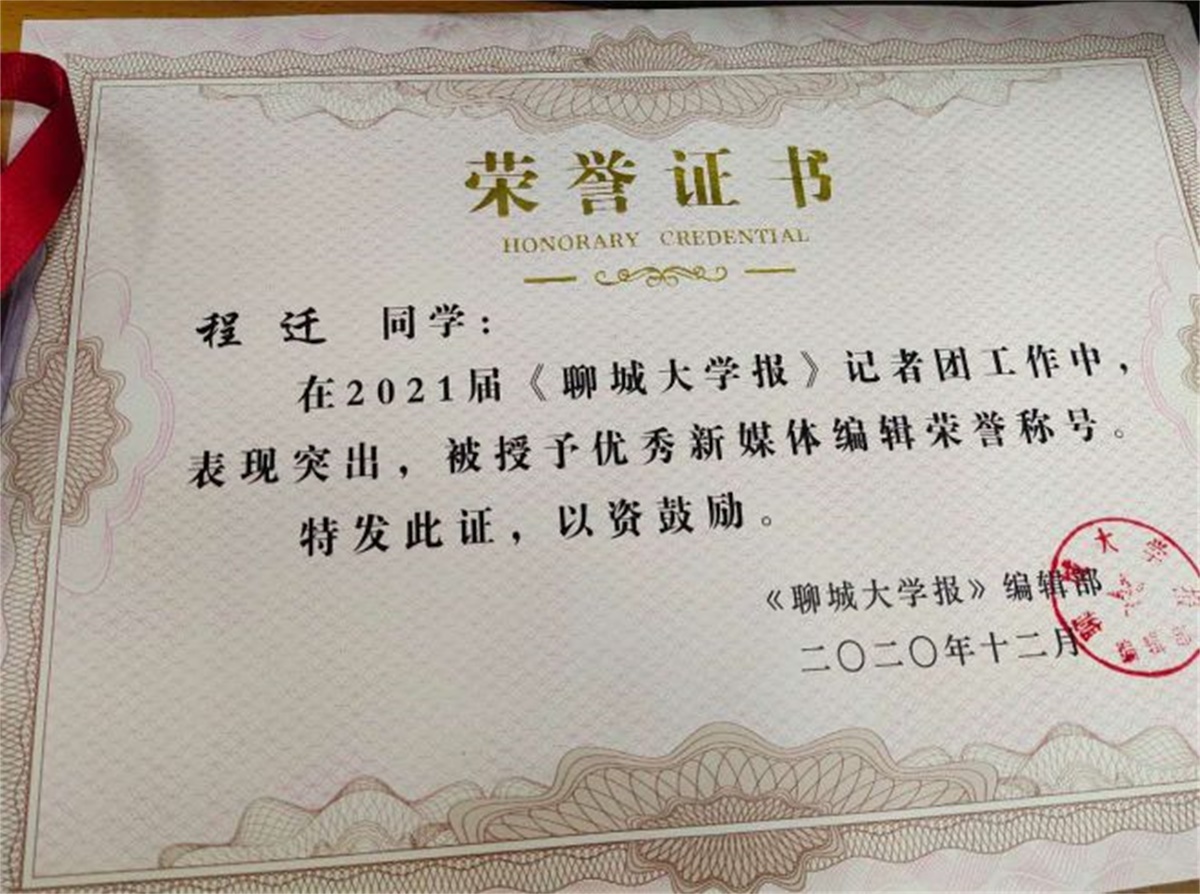 荣誉证书
HONORARY CREDENTIAL
程迁 同学：
在2021届《聊城大学报》记者团工作中，
表现突出，被授予优秀新媒体编辑荣誉称号。
特发此证，以资鼓励。
《聊城大学报》编辑部
二〇二〇年十二月
大学